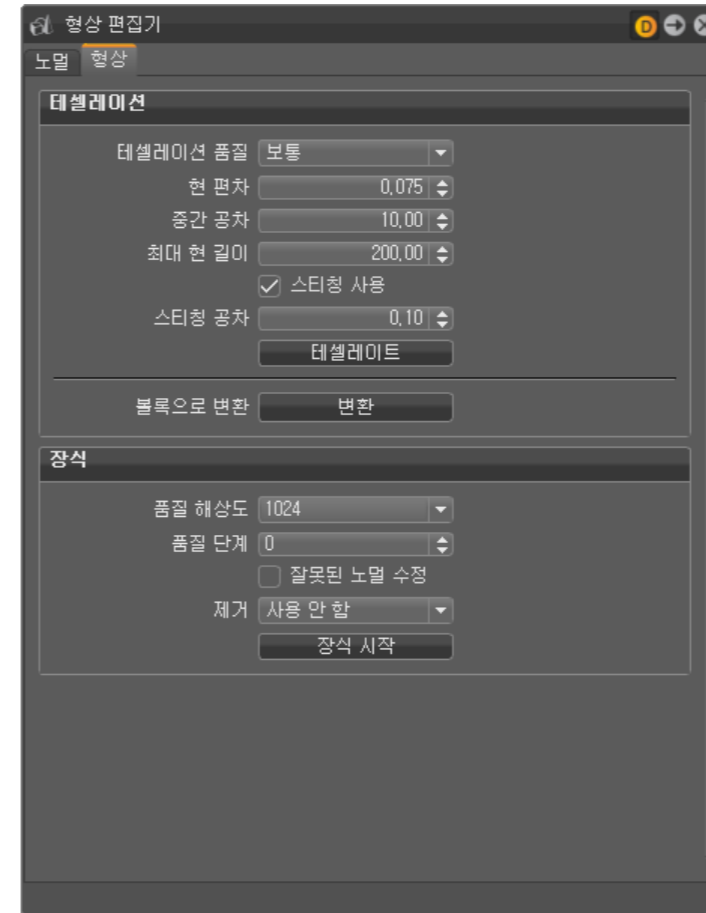 형상 편집기
D
노멀 형상
테셀레이션
테셀레이션 품질 보통
현 편차 0,075
중간 공차 10,00
최대 현 길이 200,00
스티칭 사용
스티칭 공차 0,10
테셀레이트
볼록으로 변환 변환
장식
품질 해상도 1024
품질 단계 0
잘못된 노멀 수정
제거 사용 안 함
장식 시작